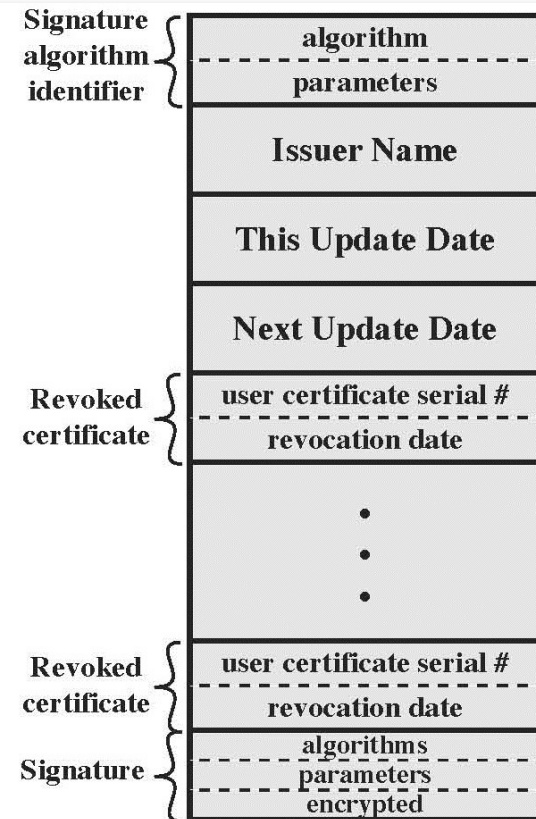 Signature
algorithm
identifier
algorithm
parameters
Issuer Name
This Update Date
Next Update Date
Revoked
certificate
user certificate serial #
revocation date
Revoked
certificate
user certificate serial #
revocation date
Signature
algorithms
parameters
encrypted